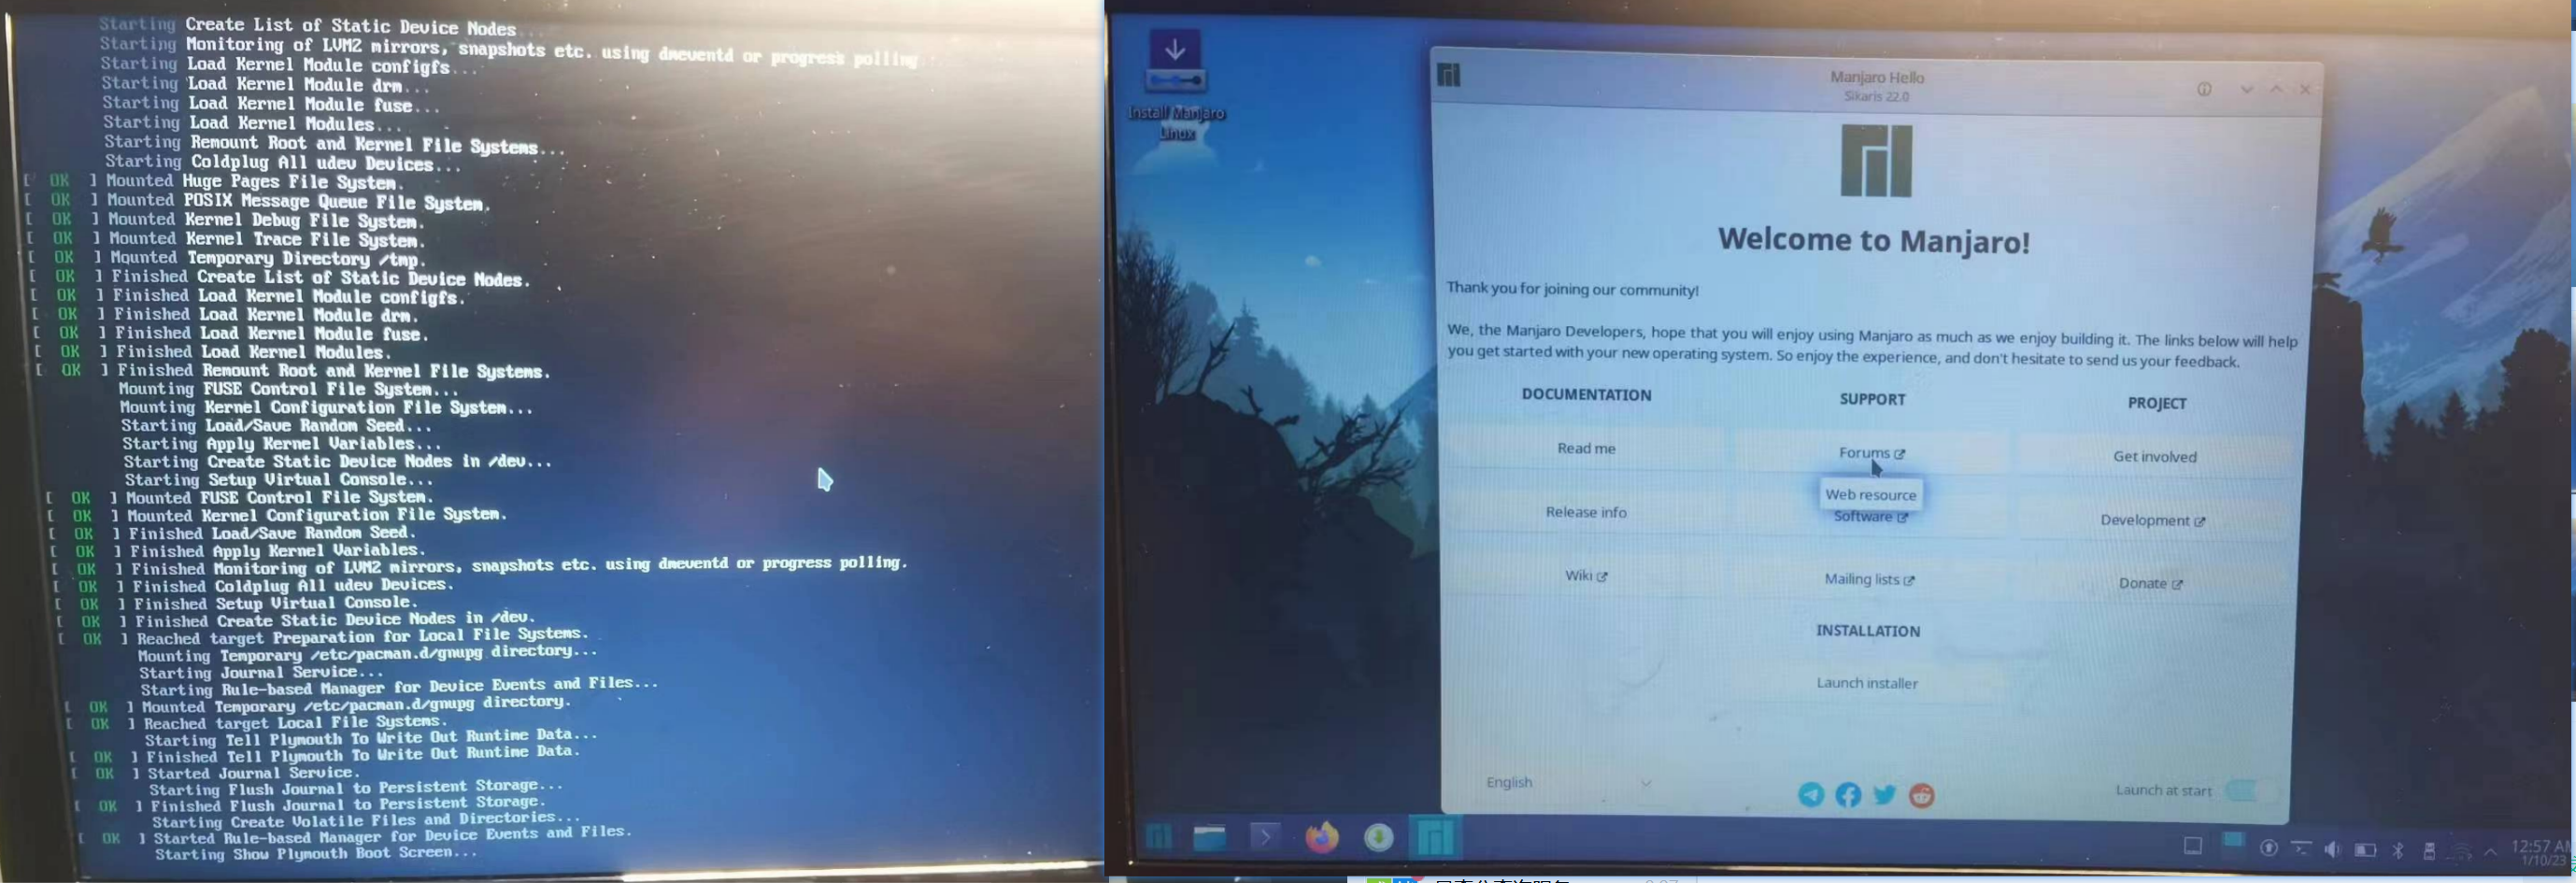 Starting Create List of Static Device Nodes...
Starting Monitoring of LVM2 mirrors, snapshots etc. using dmeventd or progress polling...
Starting Load Kernel Module configfs...
Starting Load Kernel Module drm...
Starting Load Kernel Module fuse...
Starting Load Kernel Modules...
Starting Remount Root and Kernel File Systems...
Starting Coldplug All udev Devices...
[ OK ] Mounted Huge Pages File System.
[ OK ] Mounted POSIX Message Queue File System.
[ OK ] Mounted Kernel Debug File System.
[ OK ] Mounted Kernel Trace File System.
[ OK ] Mounted Temporary Directory /tmp.
[ OK ] Finished Create List of Static Device Nodes.
[ OK ] Finished Load Kernel Module configfs.
[ OK ] Finished Load Kernel Module drm.
[ OK ] Finished Load Kernel Module fuse.
[ OK ] Finished Load Kernel Modules.
[ OK ] Finished Remount Root and Kernel File Systems.
Mounting FUSE Control File System...
Mounting Kernel Configuration File System...
Starting Load/Save Random Seed...
Starting Apply Kernel Variables...
Starting Create Static Device Nodes in /dev...
Starting Setup Virtual Console...
[ OK ] Mounted FUSE Control File System.
[ OK ] Mounted Kernel Configuration File System.
[ OK ] Finished Load/Save Random Seed.
[ OK ] Finished Apply Kernel Variables.
[ OK ] Finished Monitoring of LVM2 mirrors, snapshots etc. using dmeventd or progress polling.
[ OK ] Finished Coldplug All udev Devices.
[ OK ] Finished Setup Virtual Console.
[ OK ] Finished Create Static Device Nodes in /dev.
[ OK ] Reached target Preparation for Local File Systems.
Mounting Temporary /etc/pacman.d/gnupg directory...
Starting Journal Service...
Starting Rule-based Manager for Device Events and Files...
[ OK ] Mounted Temporary /etc/pacman.d/gnupg directory.
[ OK ] Reached target Local File Systems.
Starting Tell Plymouth To Write Out Runtime Data...
[ OK ] Finished Tell Plymouth To Write Out Runtime Data.
[ OK ] Started Journal Service.
Starting Flush Journal to Persistent Storage...
[ OK ] Finished Flush Journal to Persistent Storage.
Starting Create Volatile Files and Directories...
[ OK ] Started Rule-based Manager for Device Events and Files.
Starting Show Plymouth Boot Screen...
Install Manjaro
Linux
Manjaro Hello
Sikaris 22.0
Welcome to Manjaro!
Thank you for joining our community!
We, the Manjaro Developers, hope that you will enjoy using Manjaro as much as we enjoy building it. The links below will help
you get started with your new operating system. So enjoy the experience, and don't hesitate to send us your feedback.
DOCUMENTATION
SUPPORT
PROJECT
Read me
Forums
Get involved
Web resource
Release info
Software
Development
Wiki
Mailing lists
Donate
INSTALLATION
Launch installer
English
Launch at start
12:57 AM
1/10/23